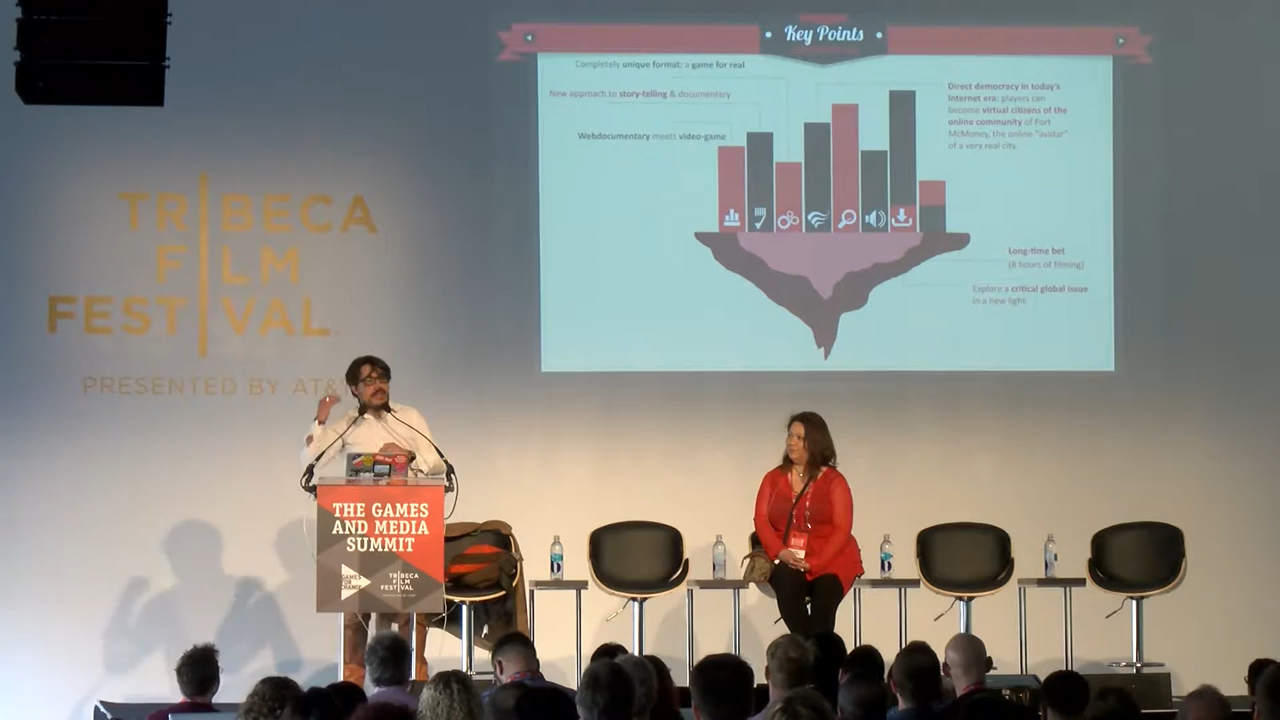 Key Points
Completely unique format: a game for real
New approach to story-telling & documentary
Webdocumentary meets video-game
Direct democracy in today's
Internet era: players can
become virtual citizens of the
online community of Fort
McMoney, the online "avatar"
of a very real city.
Long-time bet
(8 hours of filming)
Explore a critical global issue
in a new light.
TRIBECA
FILM
FESTIVAL
PRESENTED BY AT&
THE GAMES
AND MEDIA
SUMMIT
GAMES
FOR
CHANGE
TRIBECA
FILM
FESTIVAL